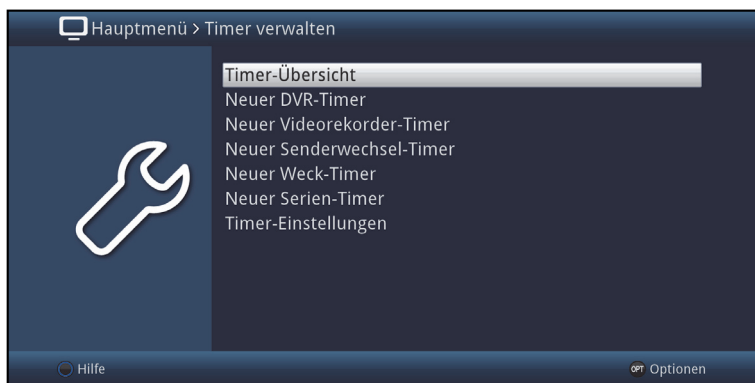 Hauptmenü > Timer verwalten
Timer-Übersicht
Neuer DVR-Timer
Neuer Videorekorder-Timer
Neuer Senderwechsel-Timer
Neuer Weck-Timer
Neuer Serien-Timer
Timer-Einstellungen
Hilfe
OPT Optionen